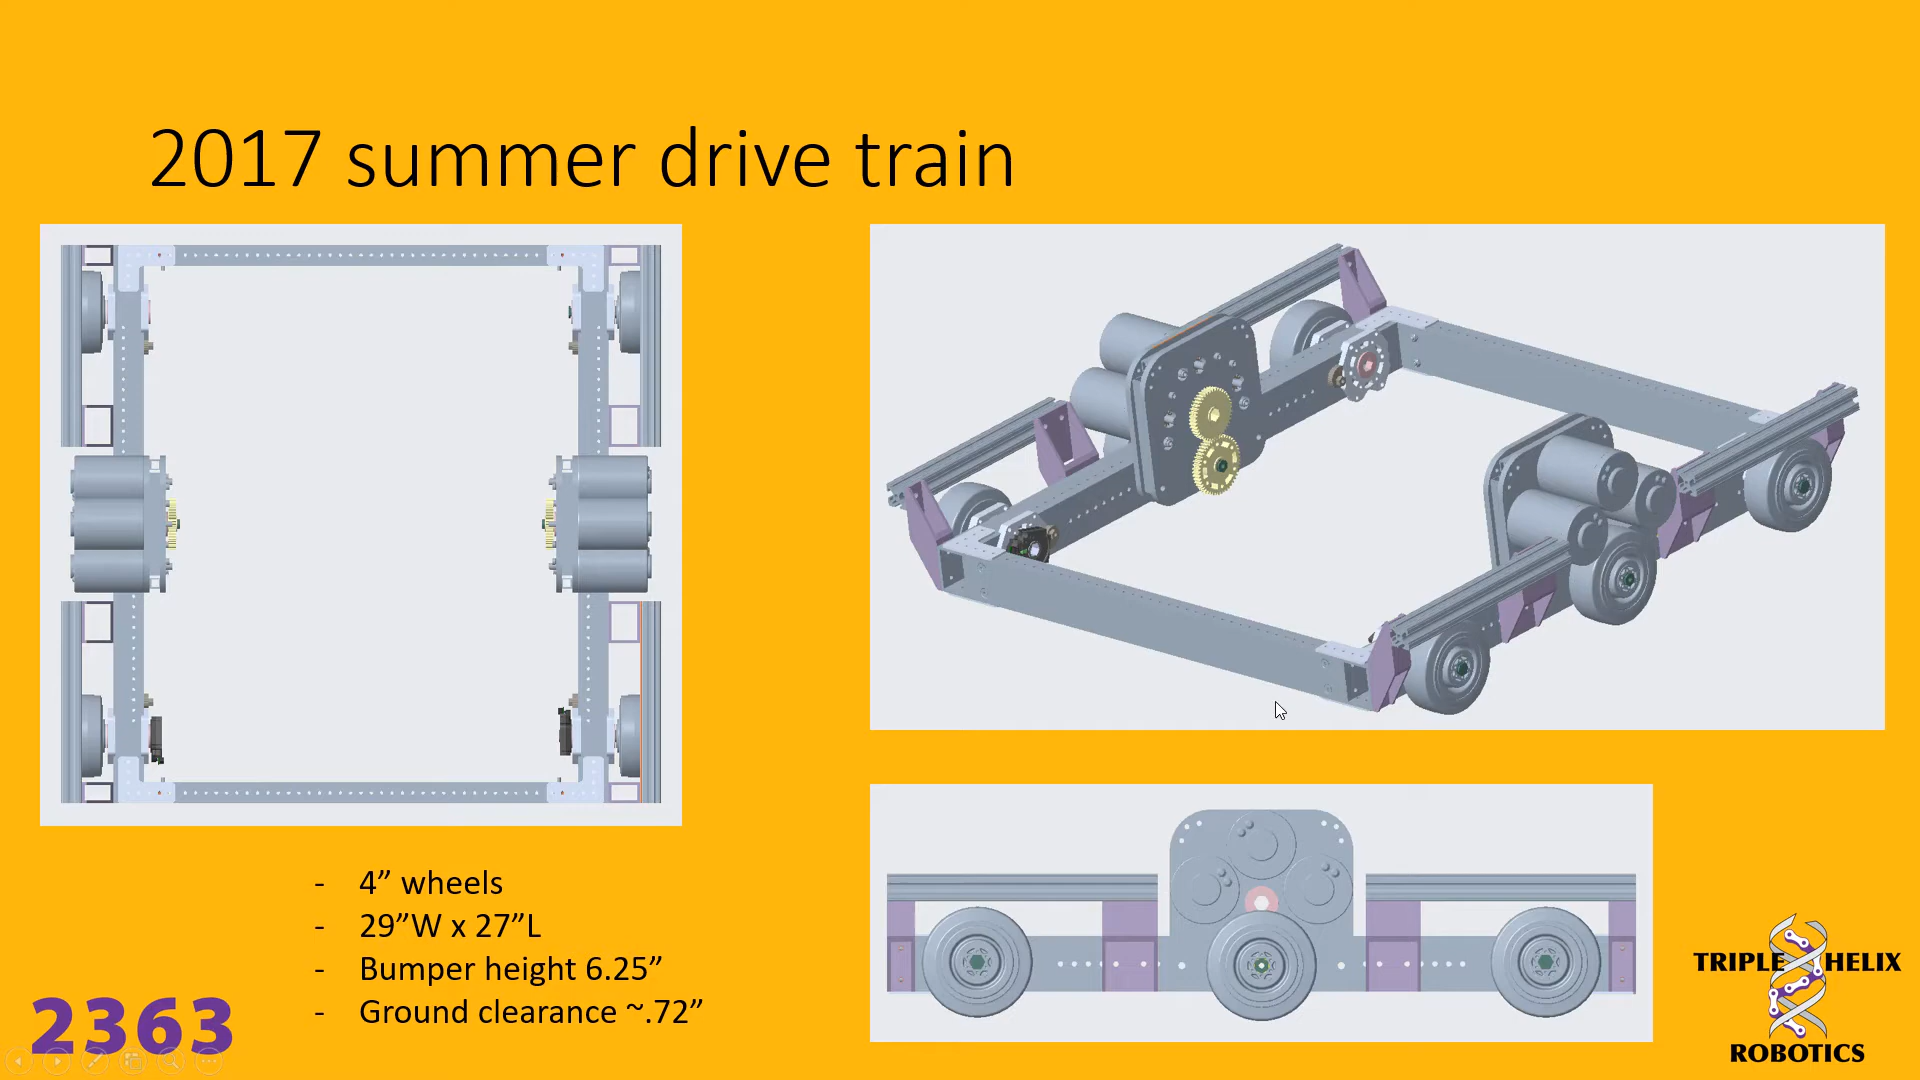 2017 summer drive train
- 4” wheels
- 29”W x 27”L
- Bumper height 6.25”
- Ground clearance ~.72”
2363
TRIPLE HELIX
ROBOTICS